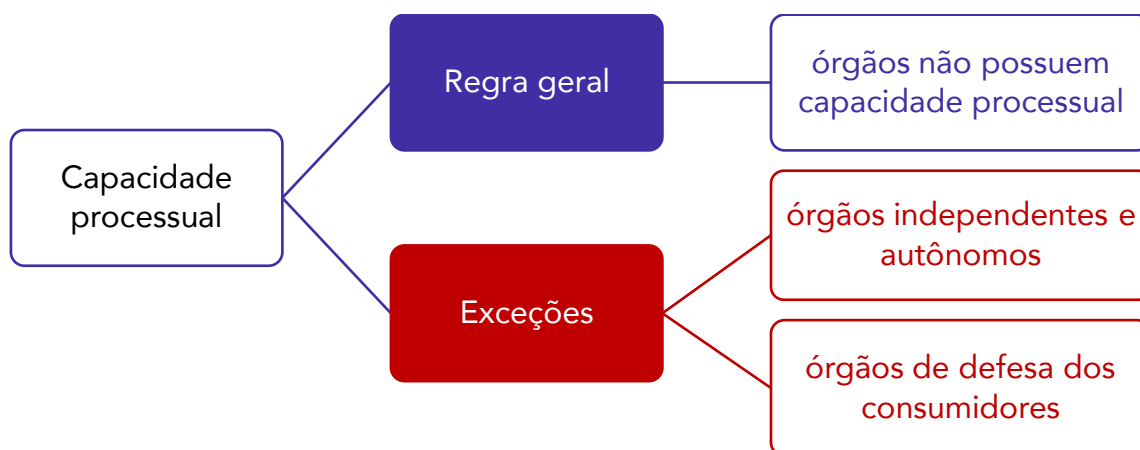 Capacidade
processual
Regra geral
órgãos não possuem
capacidade processual
Exceções
órgãos independentes e
autônomos
órgãos de defesa dos
consumidores